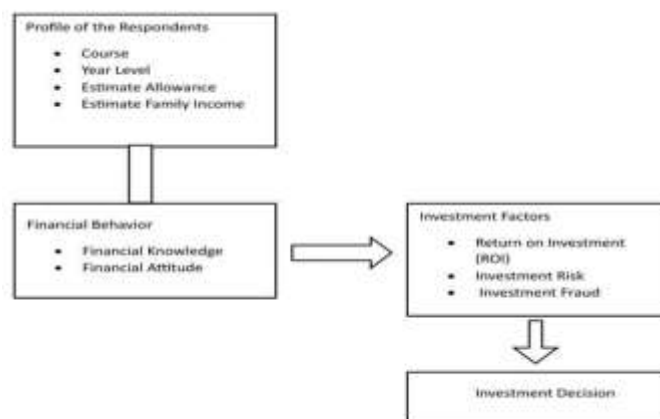 Profile of the Respondents
• Course
• Year Level
• Estimate Allowance
• Estimate Family Income
Financial Behavior
• Financial Knowledge
• Financial Attitude
Investment Factors
• Return on Investment
(ROI)
• Investment Risk
• Investment Fraud
Investment Decision